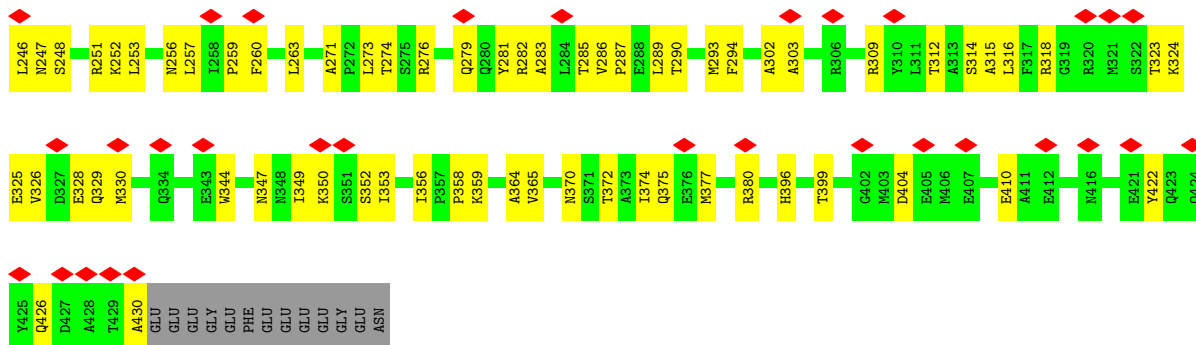 L246 N247 S248 R251 K252 L253 N256 L257 I258 P259 F260 L263 A271 P272 L273 T274 S275 R276 Q279 Q280 Y281 R282 A283 L284 T285 V286 P287 E288 L289 T290 M293 F294 A302 A303 R306 R309 Y310 L311 T312 A313 S314 A315 L316 F317 R318 G319 R320 M321 S322 T323 K324
E325 V326 D327 E328 Q329 M330 Q334 E343 W344 N347 N348 I349 K350 S351 S352 I353 I356 P357 P358 K359 A364 V365 N370 S371 T372 A373 I374 Q375 E376 M377 R380 H396 T399 G402 M403 D404 E405 M406 E407 E410 A411 E412 N416 E421 Y422 Q423
Y425 Q426 D427 A428 T429 A430 GLU GLU GLU GLY GLU PHE GLU GLU GLU GLU GLY GLU ASN